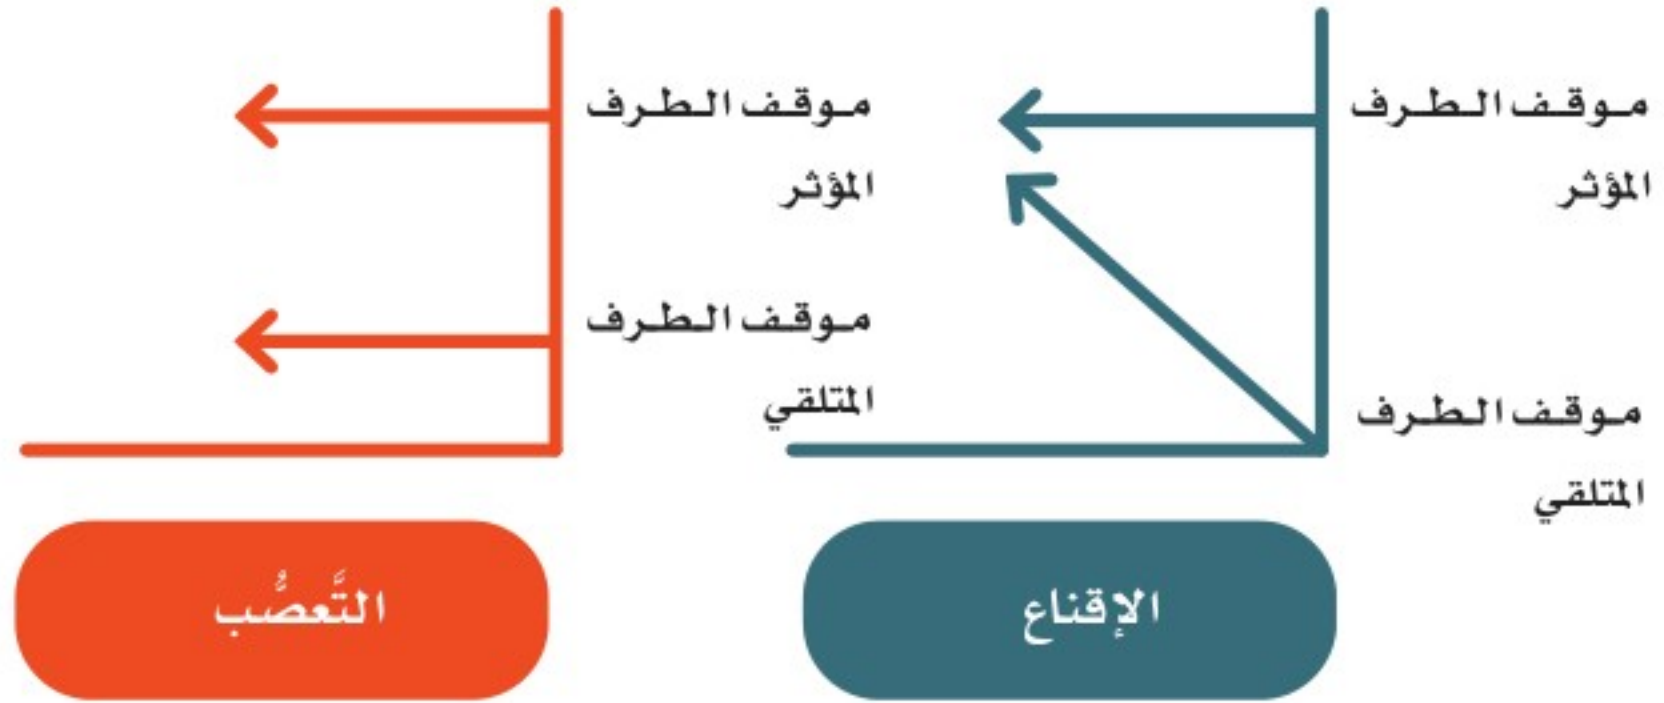 موقف الطرف
المؤثر
موقف الطرف
المتلقي
الإقناع
موقف الطرف
المؤثر
موقف الطرف
المتلقي
التَّعصُّب